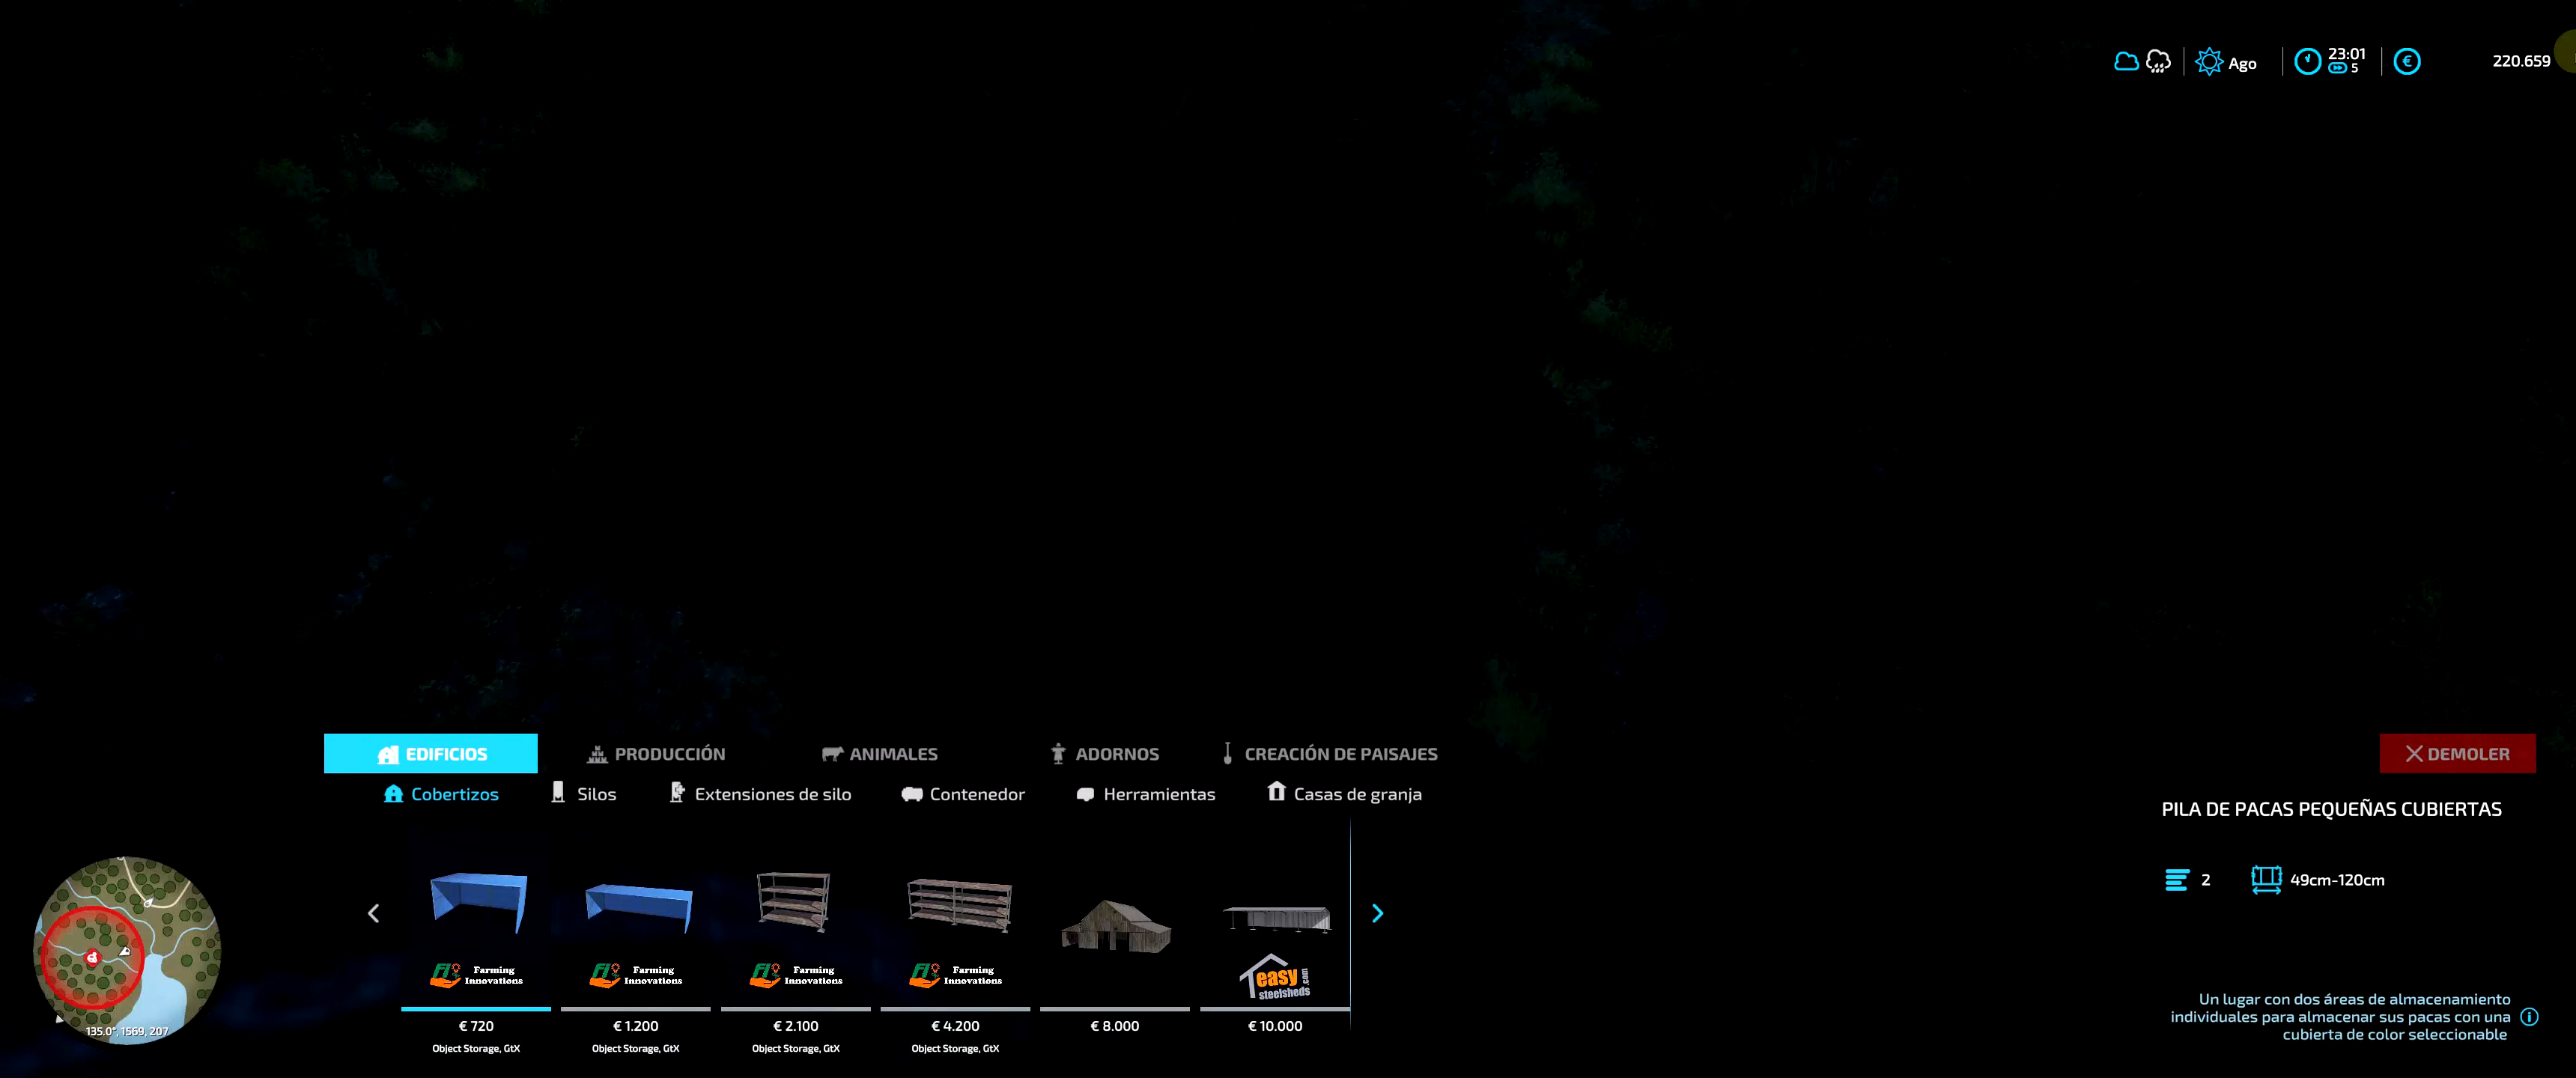 Ago
23:01
5
220.659
EDIFICIOS
PRODUCCIÓN
ANIMALES
ADORNOS
CREACIÓN DE PAISAJES
DEMOLER
Cobertizos
Silos
Extensiones de silo
Contenedor
Herramientas
Casas de granja
PILA DE PACAS PEQUEÑAS CUBIERTAS
2
49cm-120cm
Farming
Innovations
Farming
Innovations
Farming
Innovations
Farming
Innovations
easy
.com
steelsheds
€ 720
€ 1.200
€ 2.100
€ 4.200
€ 8.000
€ 10.000
Object Storage, GtX
Object Storage, GtX
Object Storage, GtX
Object Storage, GtX
135.0°, 1569, 207
Un lugar con dos áreas de almacenamiento
individuales para almacenar sus pacas con una
cubierta de color seleccionable